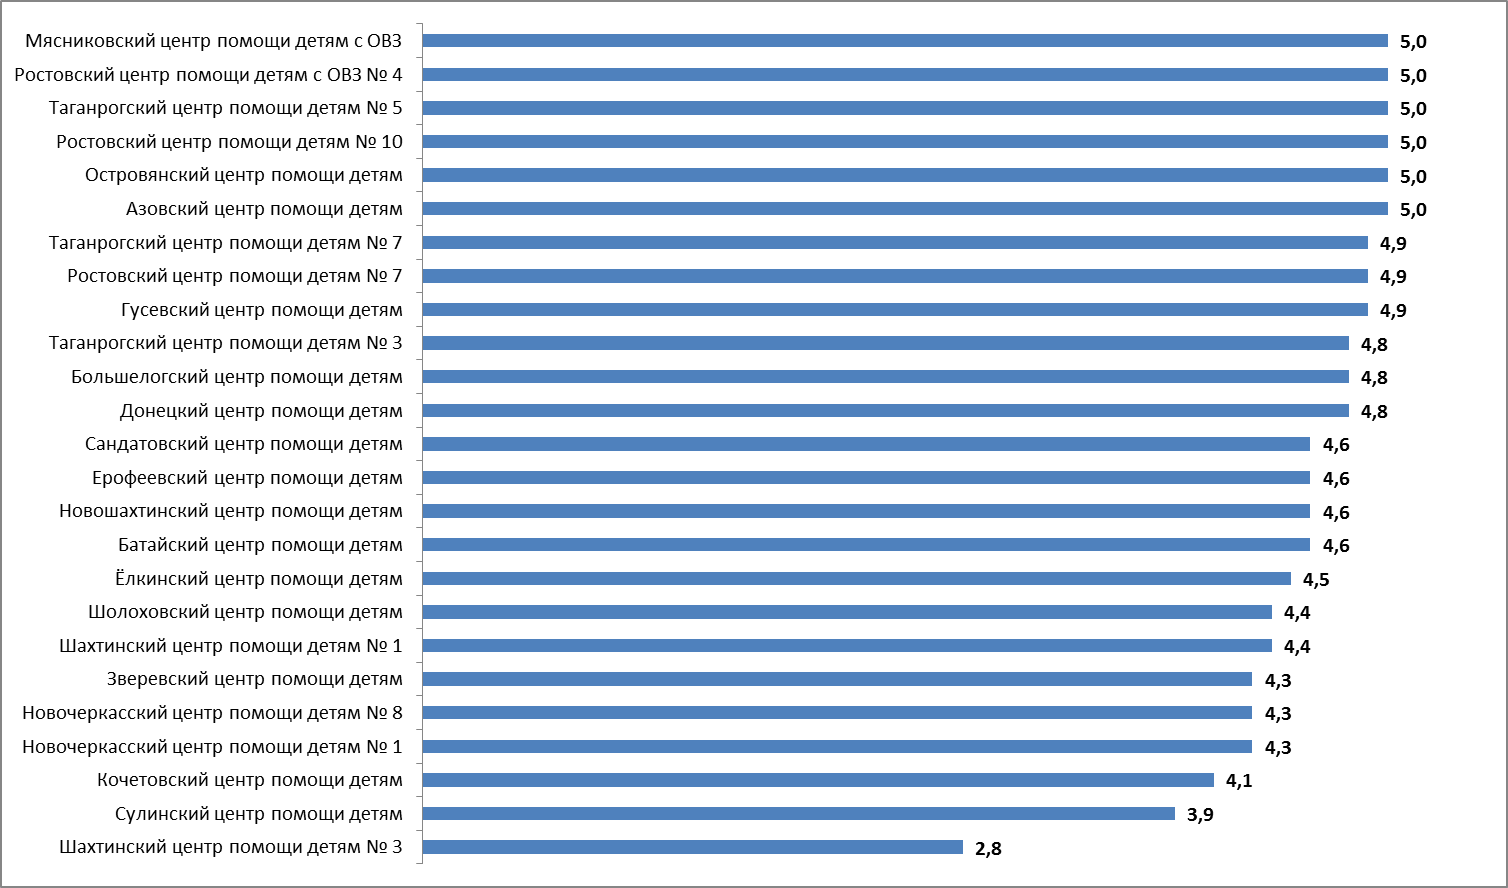 Мясниковский центр помощи детям с ОВЗ 5,0
Ростовский центр помощи детям с ОВЗ № 4 5,0
Таганрогский центр помощи детям № 5 5,0
Ростовский центр помощи детям № 10 5,0
Островянский центр помощи детям 5,0
Азовский центр помощи детям 5,0
Таганрогский центр помощи детям № 7 4,9
Ростовский центр помощи детям № 7 4,9
Гусевский центр помощи детям 4,9
Таганрогский центр помощи детям № 3 4,8
Большелогский центр помощи детям 4,8
Донецкий центр помощи детям 4,8
Сандатовский центр помощи детям 4,6
Ерофеевский центр помощи детям 4,6
Новошахтинский центр помощи детям 4,6
Батайский центр помощи детям 4,6
Ёлкинский центр помощи детям 4,5
Шолоховский центр помощи детям 4,4
Шахтинский центр помощи детям № 1 4,4
Зверевский центр помощи детям 4,3
Новочеркасский центр помощи детям № 8 4,3
Новочеркасский центр помощи детям № 1 4,3
Кочетовский центр помощи детям 4,1
Сулинский центр помощи детям 3,9
Шахтинский центр помощи детям № 3 2,8